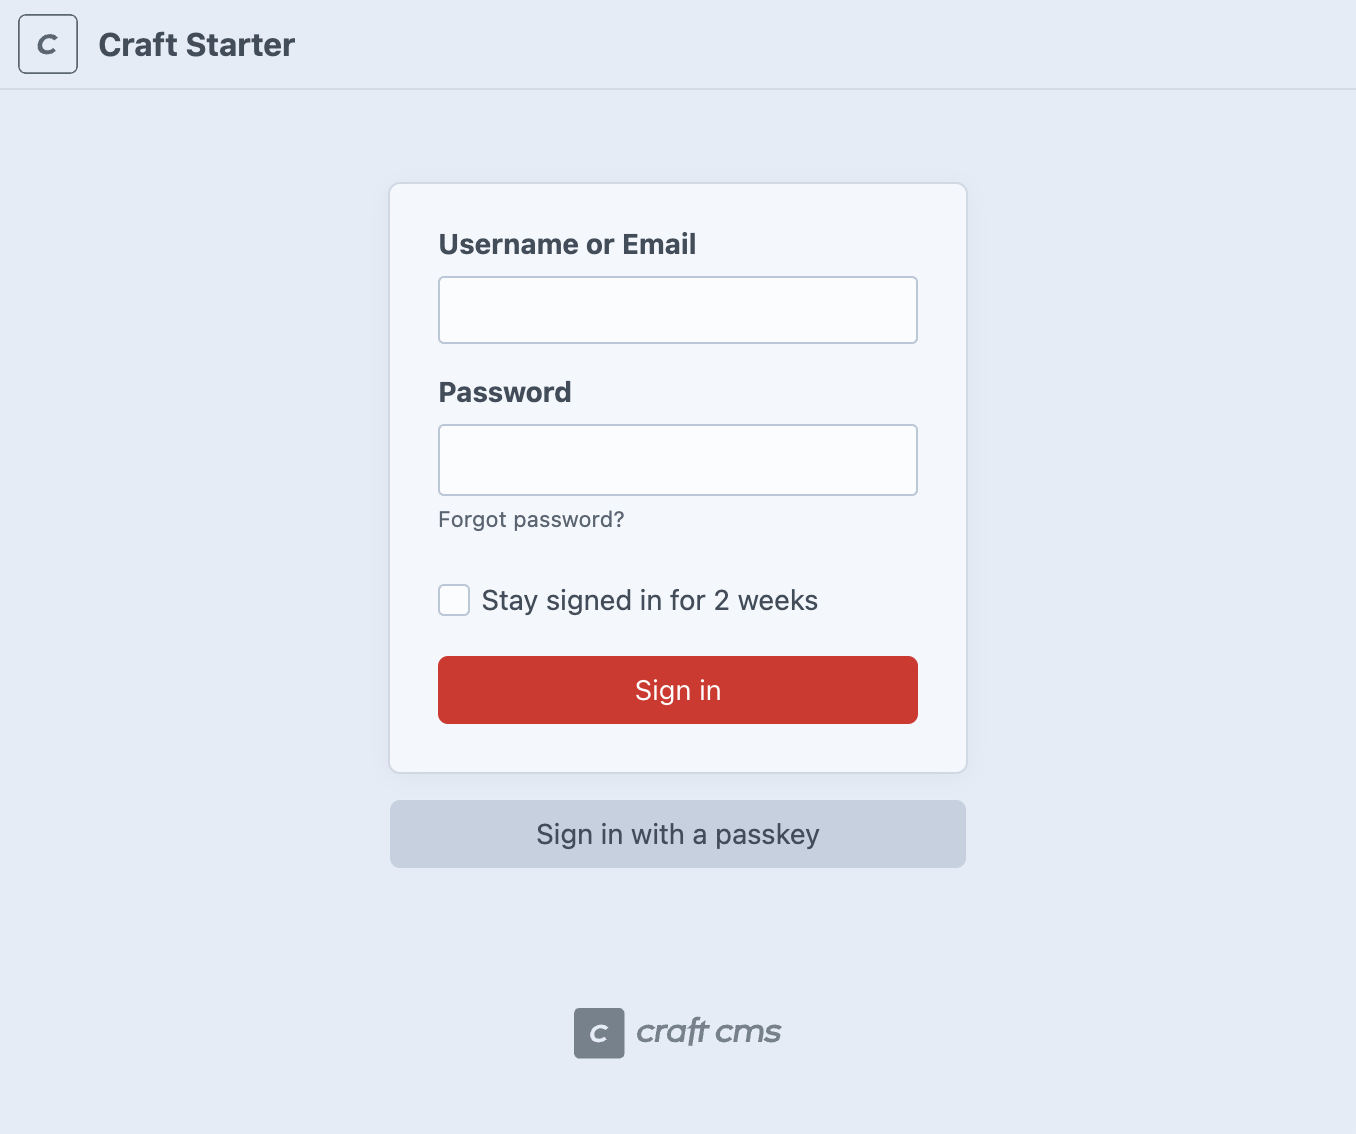 c
Craft Starter
Username or Email
Password
Forgot password?
Stay signed in for 2 weeks
Sign in
Sign in with a passkey
c craft cms